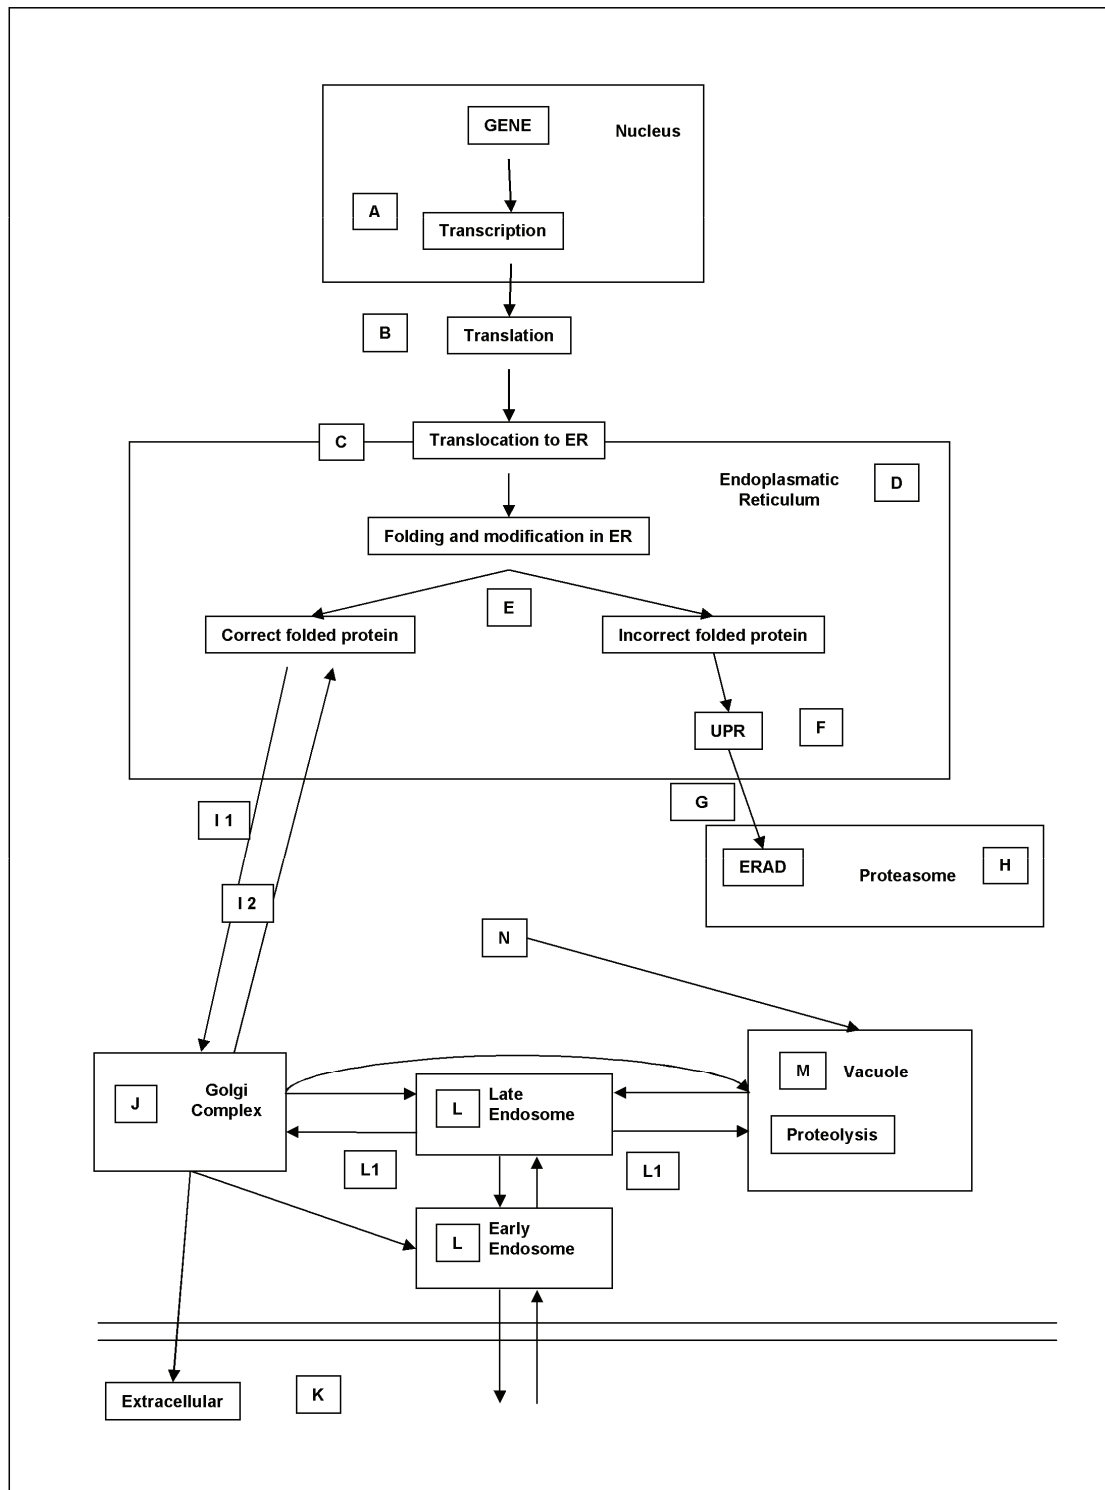 GENE
Nucleus
A
Transcription
B
Translation
C
Translocation to ER
Endoplasmatic
Reticulum
D
Folding and modification in ER
E
Correct folded protein
Incorrect folded protein
UPR
F
I 1
G
ERAD
Proteasome
H
I 2
N
J
Golgi
Complex
L
Late
Endosome
M
Vacuole
Proteolysis
L1
L1
L
Early
Endosome
Extracellular
K